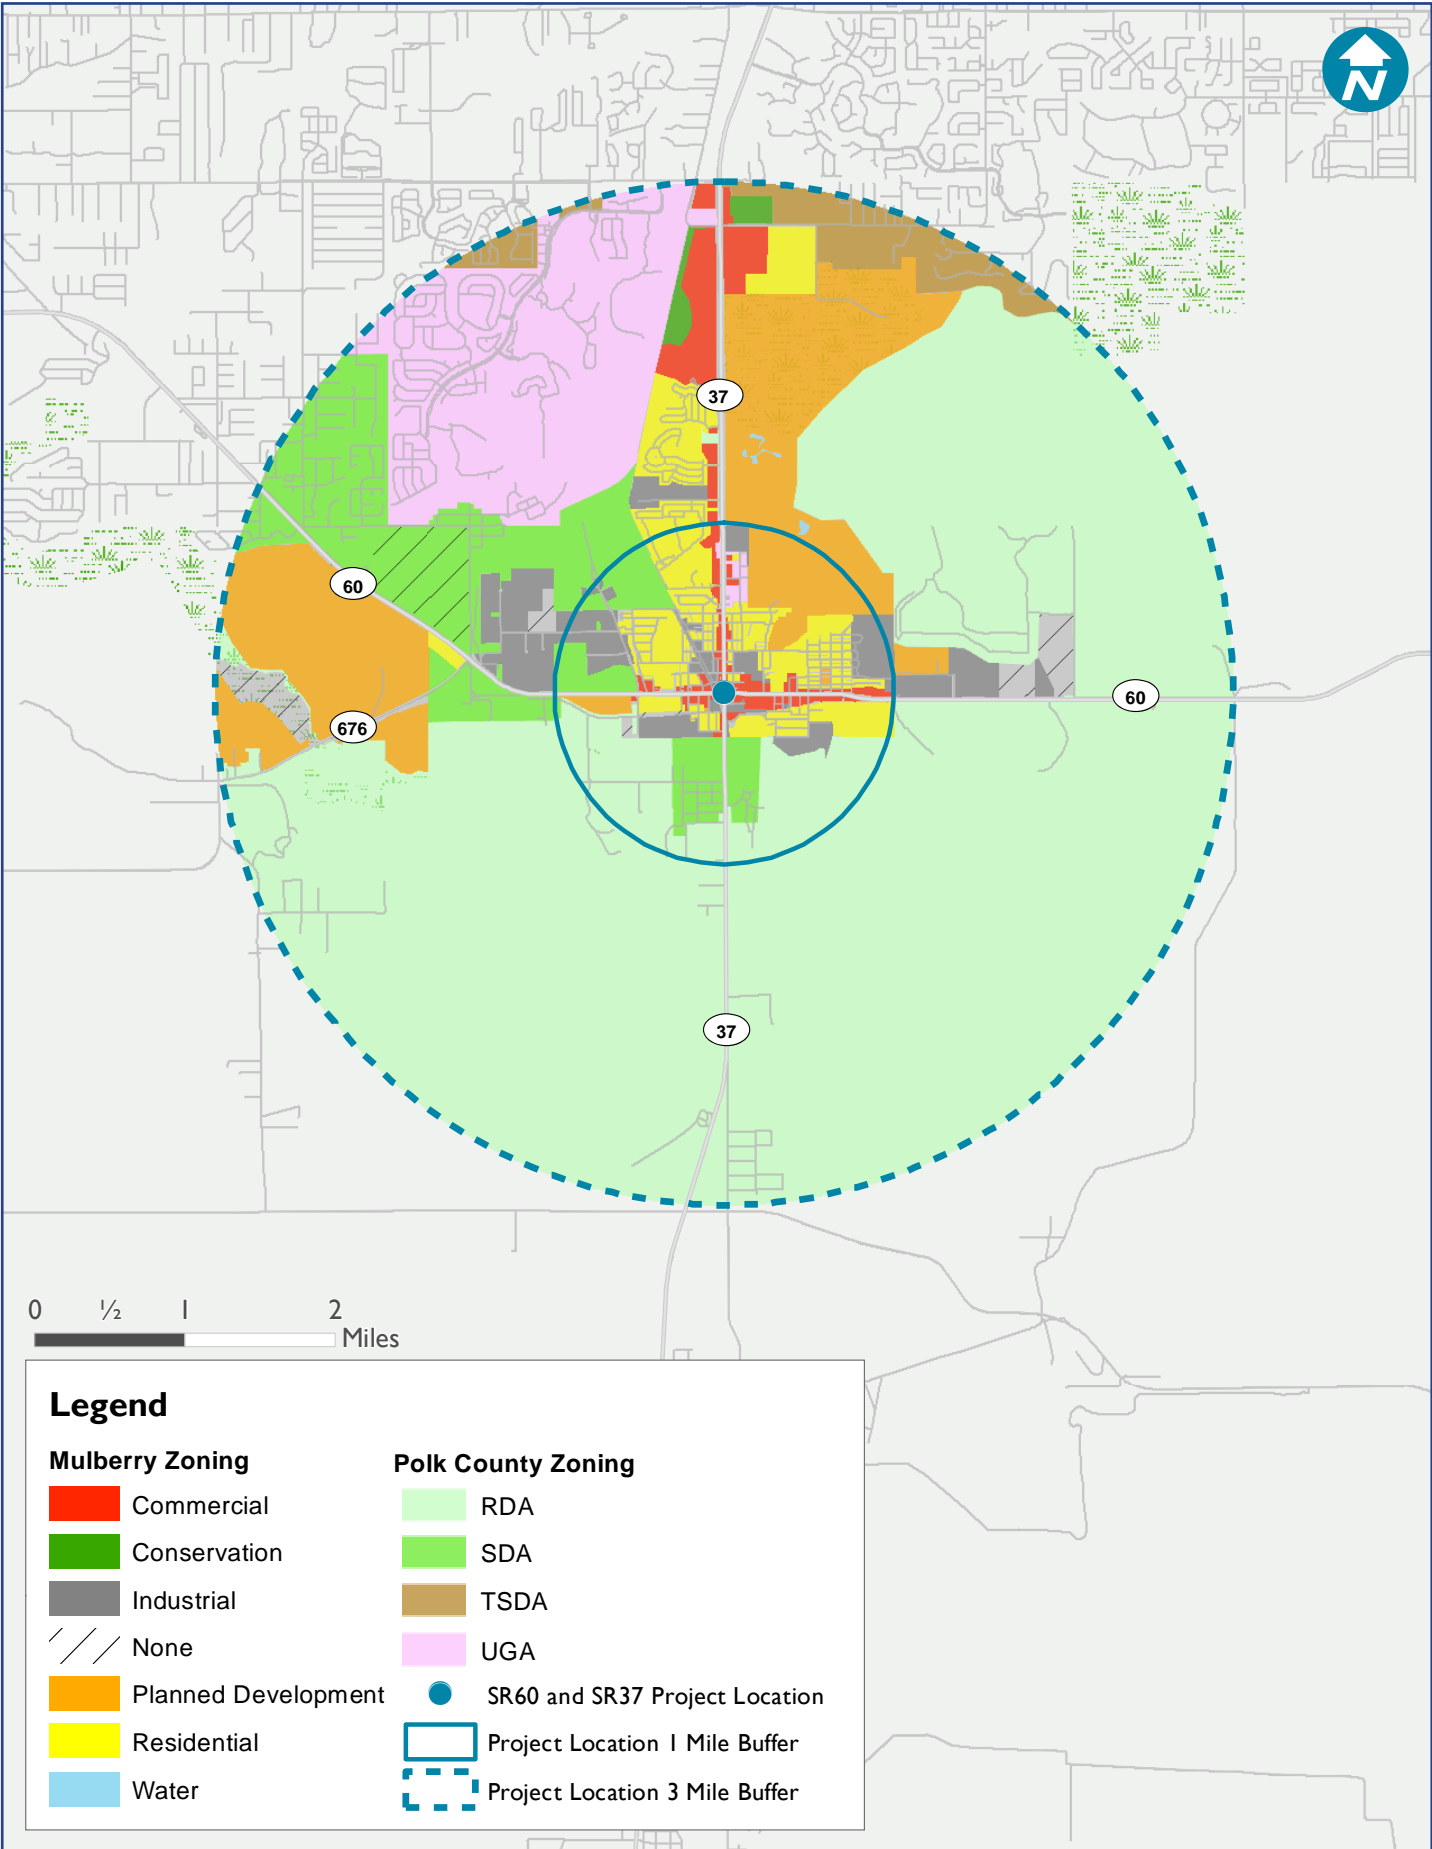 N
37
60
60
676
37
0 ½ 1 2
Miles
Legend
Mulberry Zoning
Commercial
Conservation
Industrial
None
Planned Development
Residential
Water
Polk County Zoning
RDA
SDA
TSDA
UGA
SR60 and SR37 Project Location
Project Location 1 Mile Buffer
Project Location 3 Mile Buffer